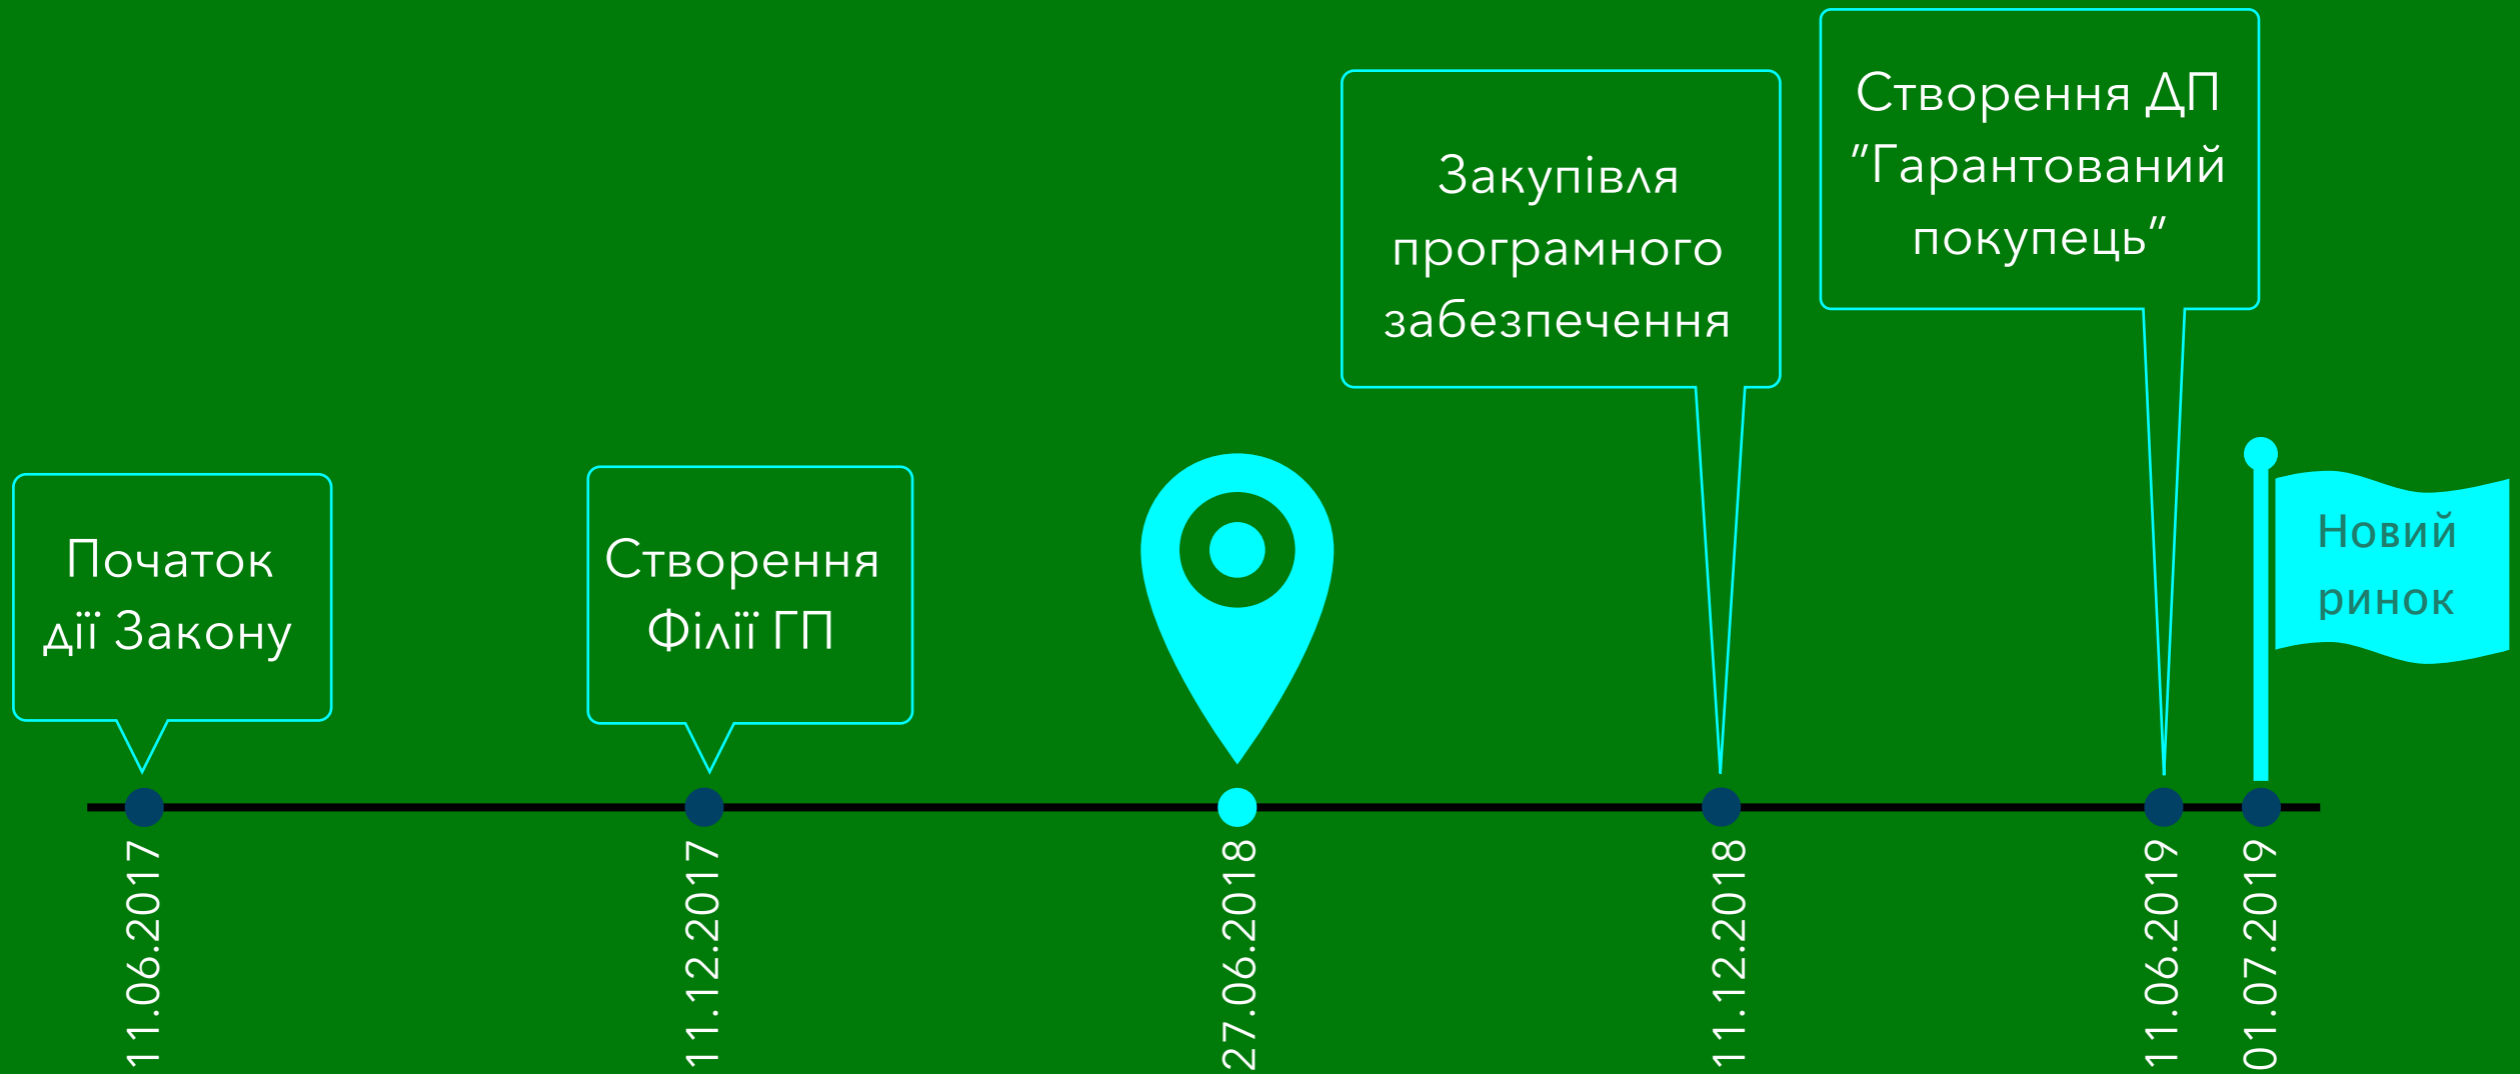 Початок
дії Закону
Створення
Філії ГП
Закупівля
програмного
забезпечення
Створення ДП
"Гарантований
покупець"
Новий
ринок
11.06.2017
11.12.2017
27.06.2018
11.12.2018
11.06.2019
01.07.2019